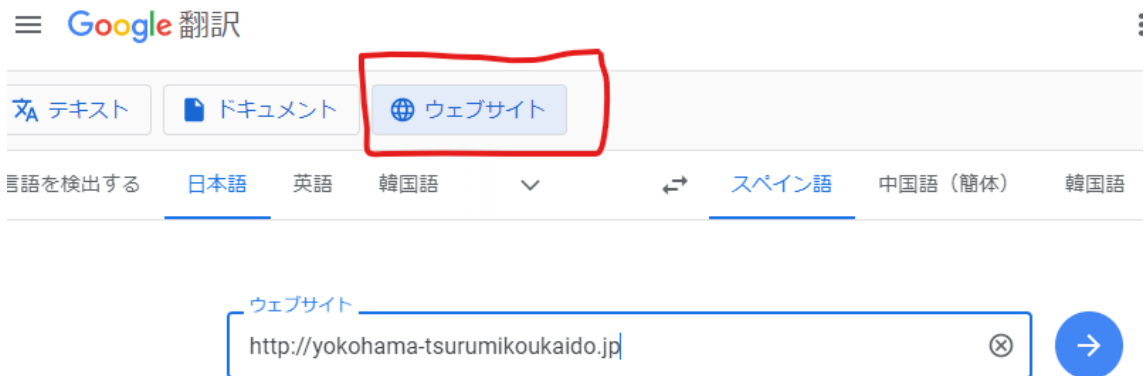 Google 翻訳
テキスト ドキュメント ウェブサイト
言語を検出する 日本語 英語 韓国語 スペイン語 中国語（簡体） 韓国語
ウェブサイト
http://yokohama-tsurumikoukaido.jp